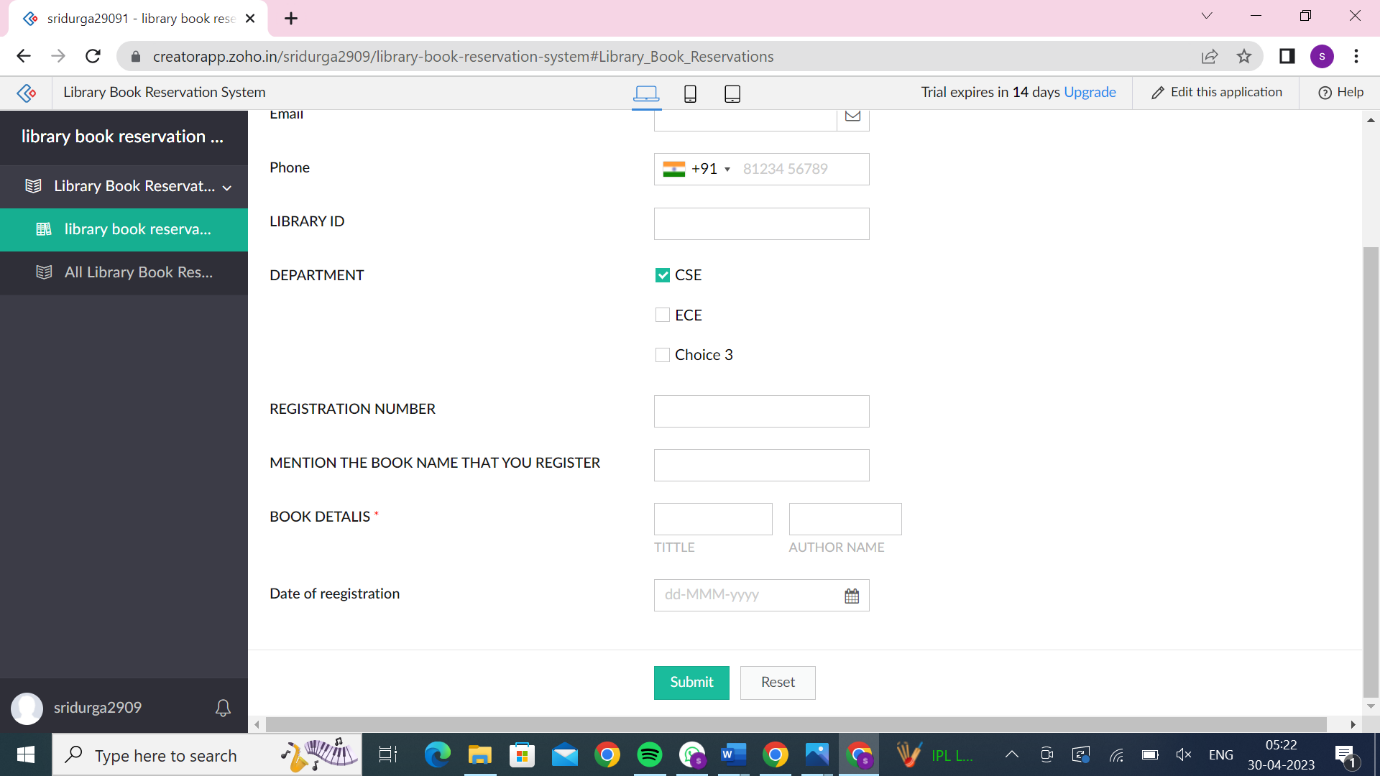 sridurga29091 - library book rese
creatorapp.zoho.in/sridurga2909/library-book-reservation-system#Library_Book_Reservations
s
Library Book Reservation System
Trial expires in 14 days Upgrade
Edit this application
Help
library book reservation ...
Library Book Reservat...
library book reserva...
All Library Book Res...
sridurga2909
Email
Phone
+91
81234 56789
LIBRARY ID
DEPARTMENT
CSE
ECE
Choice 3
REGISTRATION NUMBER
MENTION THE BOOK NAME THAT YOU REGISTER
BOOK DETALIS *
TITTLE
AUTHOR NAME
Date of reegistration
dd-MMM-yyyy
Submit
Reset
Type here to search
IPL L...
ENG
05:22
30-04-2023
1